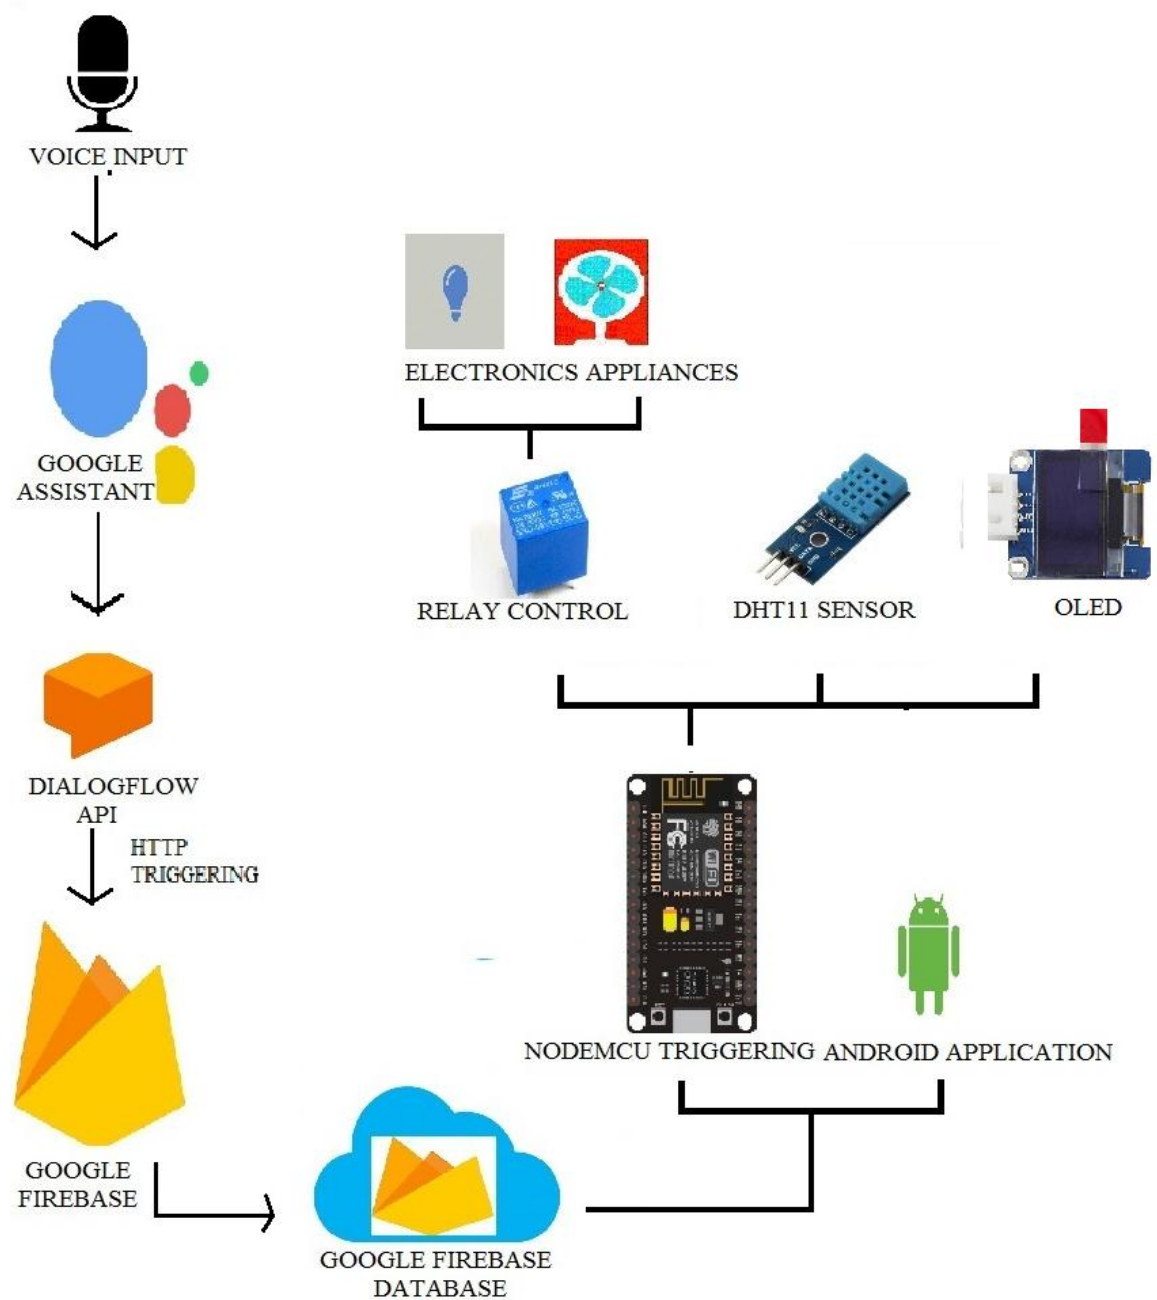 VOICE INPUT
GOOGLE
ASSISTANT
DIALOGFLOW
API
HTTP
TRIGGERING
GOOGLE
FIREBASE
GOOGLE FIREBASE
DATABASE
ELECTRONICS APPLIANCES
RELAY CONTROL
DHT11 SENSOR
OLED
NODEMCU TRIGGERING
ANDROID APPLICATION